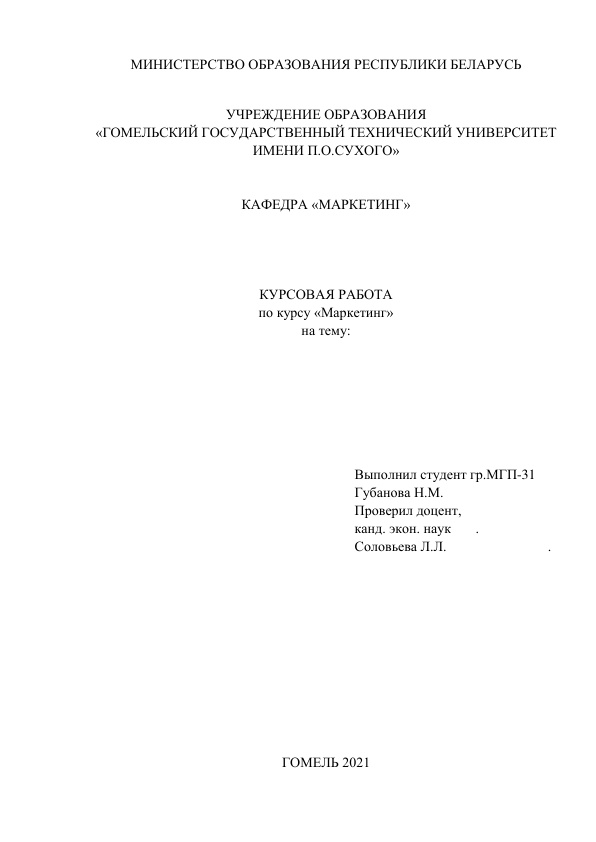 МИНИСТЕРСТВО ОБРАЗОВАНИЯ РЕСПУБЛИКИ БЕЛАРУСЬ
УЧРЕЖДЕНИЕ ОБРАЗОВАНИЯ
«ГОМЕЛЬСКИЙ ГОСУДАРСТВЕННЫЙ ТЕХНИЧЕСКИЙ УНИВЕРСИТЕТ
ИМЕНИ П.О.СУХОГО»
КАФЕДРА «МАРКЕТИНГ»
КУРСОВАЯ РАБОТА
по курсу «Маркетинг»
на тему:
Выполнил студент гр.МГП-31
Губанова Н.М.
Проверил доцент,
канд. экон. наук .
Соловьева Л.Л. .
ГОМЕЛЬ 2021